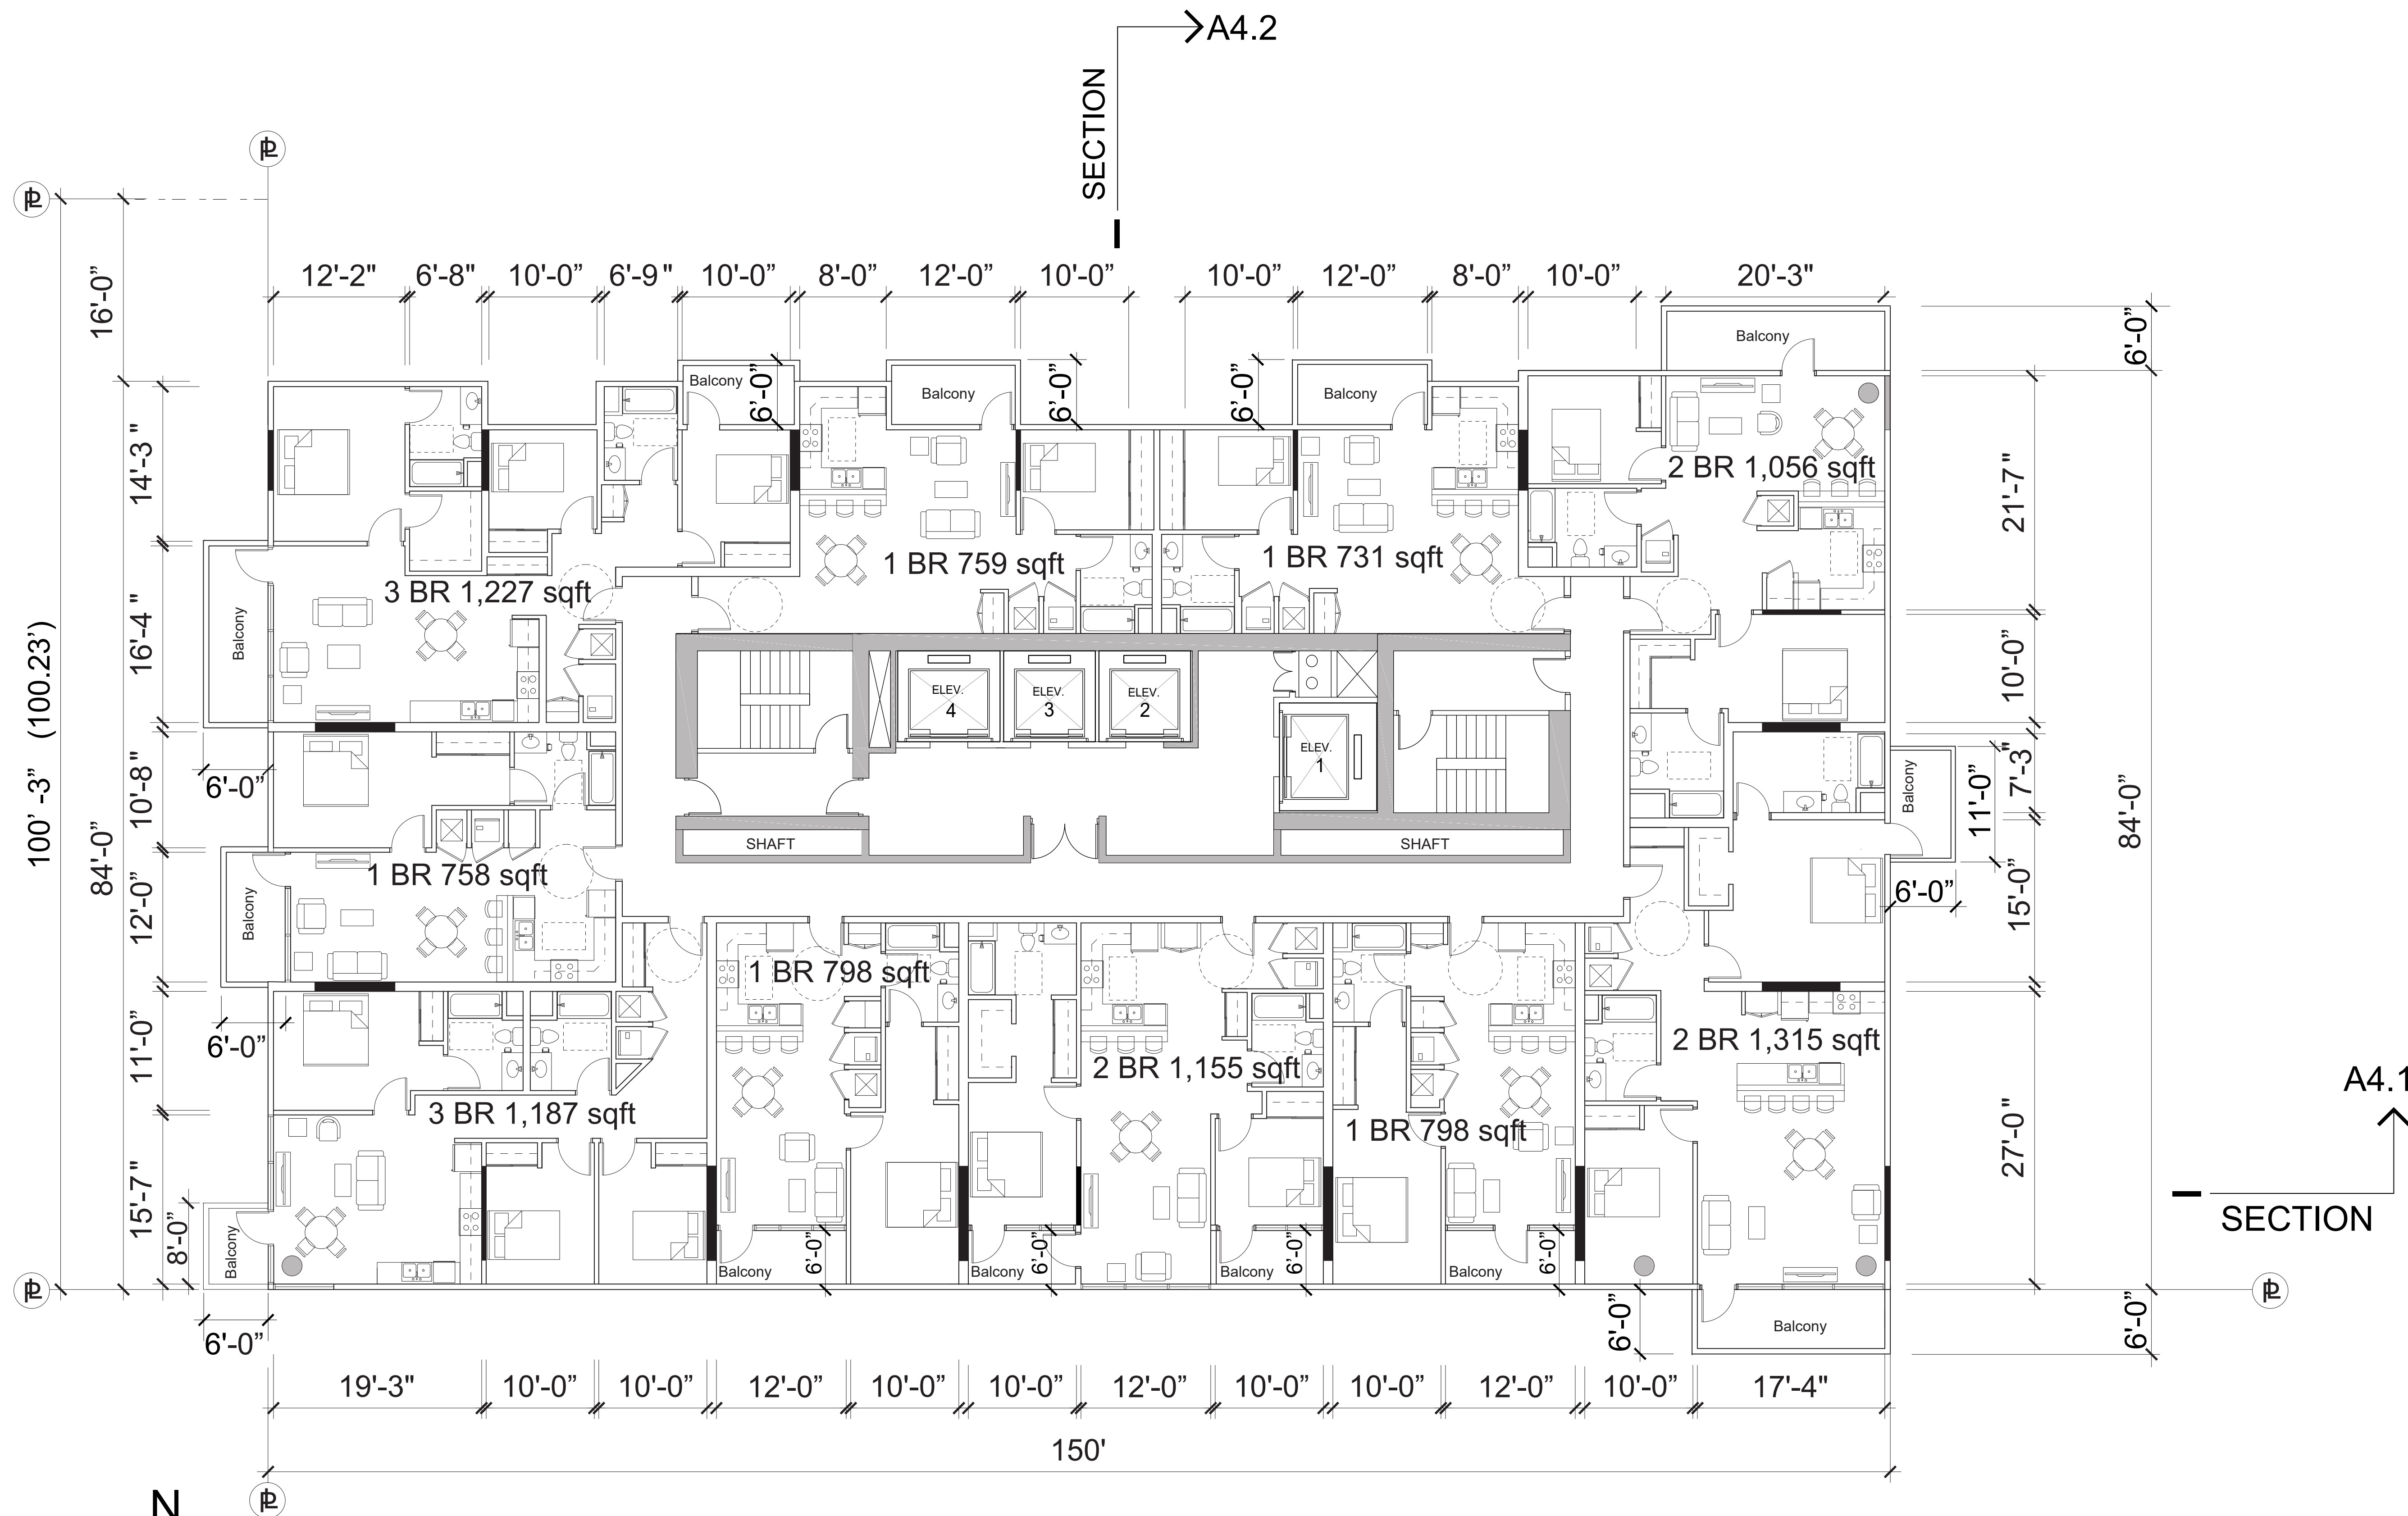 A4.2
SECTION
PL
PL
12'-2" 6'-8" 10'-0” 6'-9" 10'-0” 8'-0” 12'-0” 10'-0” 10'-0” 12'-0” 8'-0” 10'-0” 20'-3"
16'-0”
6'-0”
Balcony
Balcony
6'-0”
Balcony
6'-0”
6'-0”
Balcony
14'-3"
21'-7"
2 BR 1,056 sqft
1 BR 759 sqft
1 BR 731 sqft
3 BR 1,227 sqft
Balcony
16'-4"
10'-0”
100’-3” (100.23’)
84'-0”
ELEV.
4
ELEV.
3
ELEV.
2
ELEV.
1
6'-0”
10'-8"
7'-3"
Balcony
11'-0”
84'-0”
SHAFT
SHAFT
1 BR 758 sqft
12'-0”
Balcony
15'-0”
6'-0”
1 BR 798 sqft
6'-0”
11'-0”
2 BR 1,315 sqft
2 BR 1,155 sqft
3 BR 1,187 sqft
1 BR 798 sqft
A4.1
27'-0"
15'-7"
8'-0”
Balcony
SECTION
Balcony
6'-0”
Balcony
6'-0”
Balcony
6'-0”
Balcony
6'-0”
PL
PL
6'-0”
6'-0”
Balcony
6'-0”
19'-3" 10'-0” 10'-0” 12'-0” 10'-0” 10'-0” 12'-0” 10'-0” 10'-0” 12'-0” 10'-0” 17'-4"
150'
PL
N